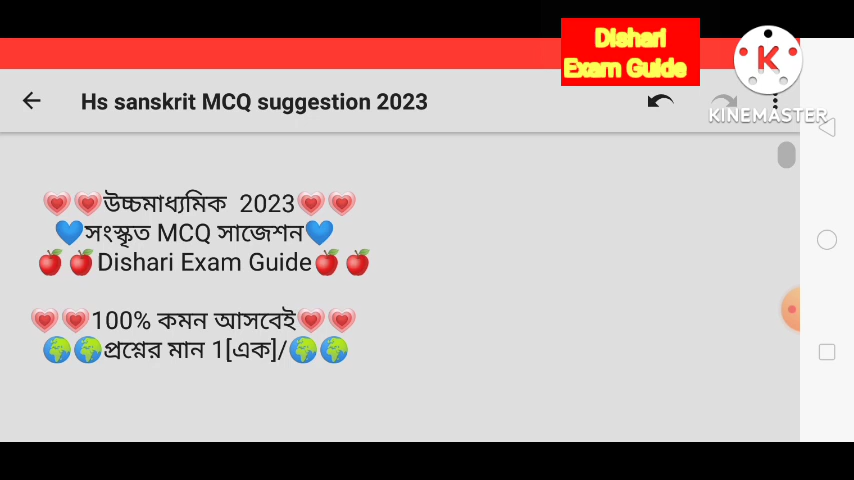 Dishari
Exam Guide
K
KINEMASTER
Hs sanskrit MCQ suggestion 2023
💗💗উচ্চমাধ্যমিক 2023💗💗
💙সংস্কৃত MCQ সাজেশন💙
🍎🍎Dishari Exam Guide🍎🍎
💗💗100% কমন আসবেই💗💗
🌍🌍প্রশ্নের মান 1[এক]/🌍🌍